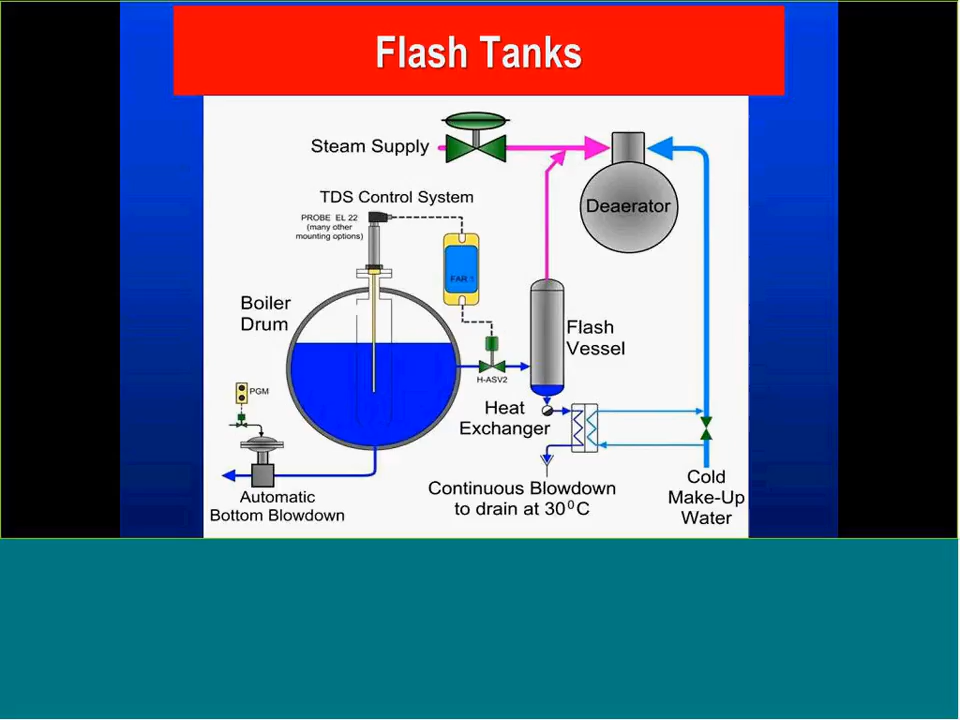 Flash Tanks
Steam Supply
TDS Control System
PROBE EL 22
(many other
mounting options)
Deaerator
FAR 1
Boiler
Drum
Flash
Vessel
H-ASV2
PGM
Heat
Exchanger
Automatic
Bottom Blowdown
Continuous Blowdown
to drain at 30⁰C
Cold
Make-Up
Water